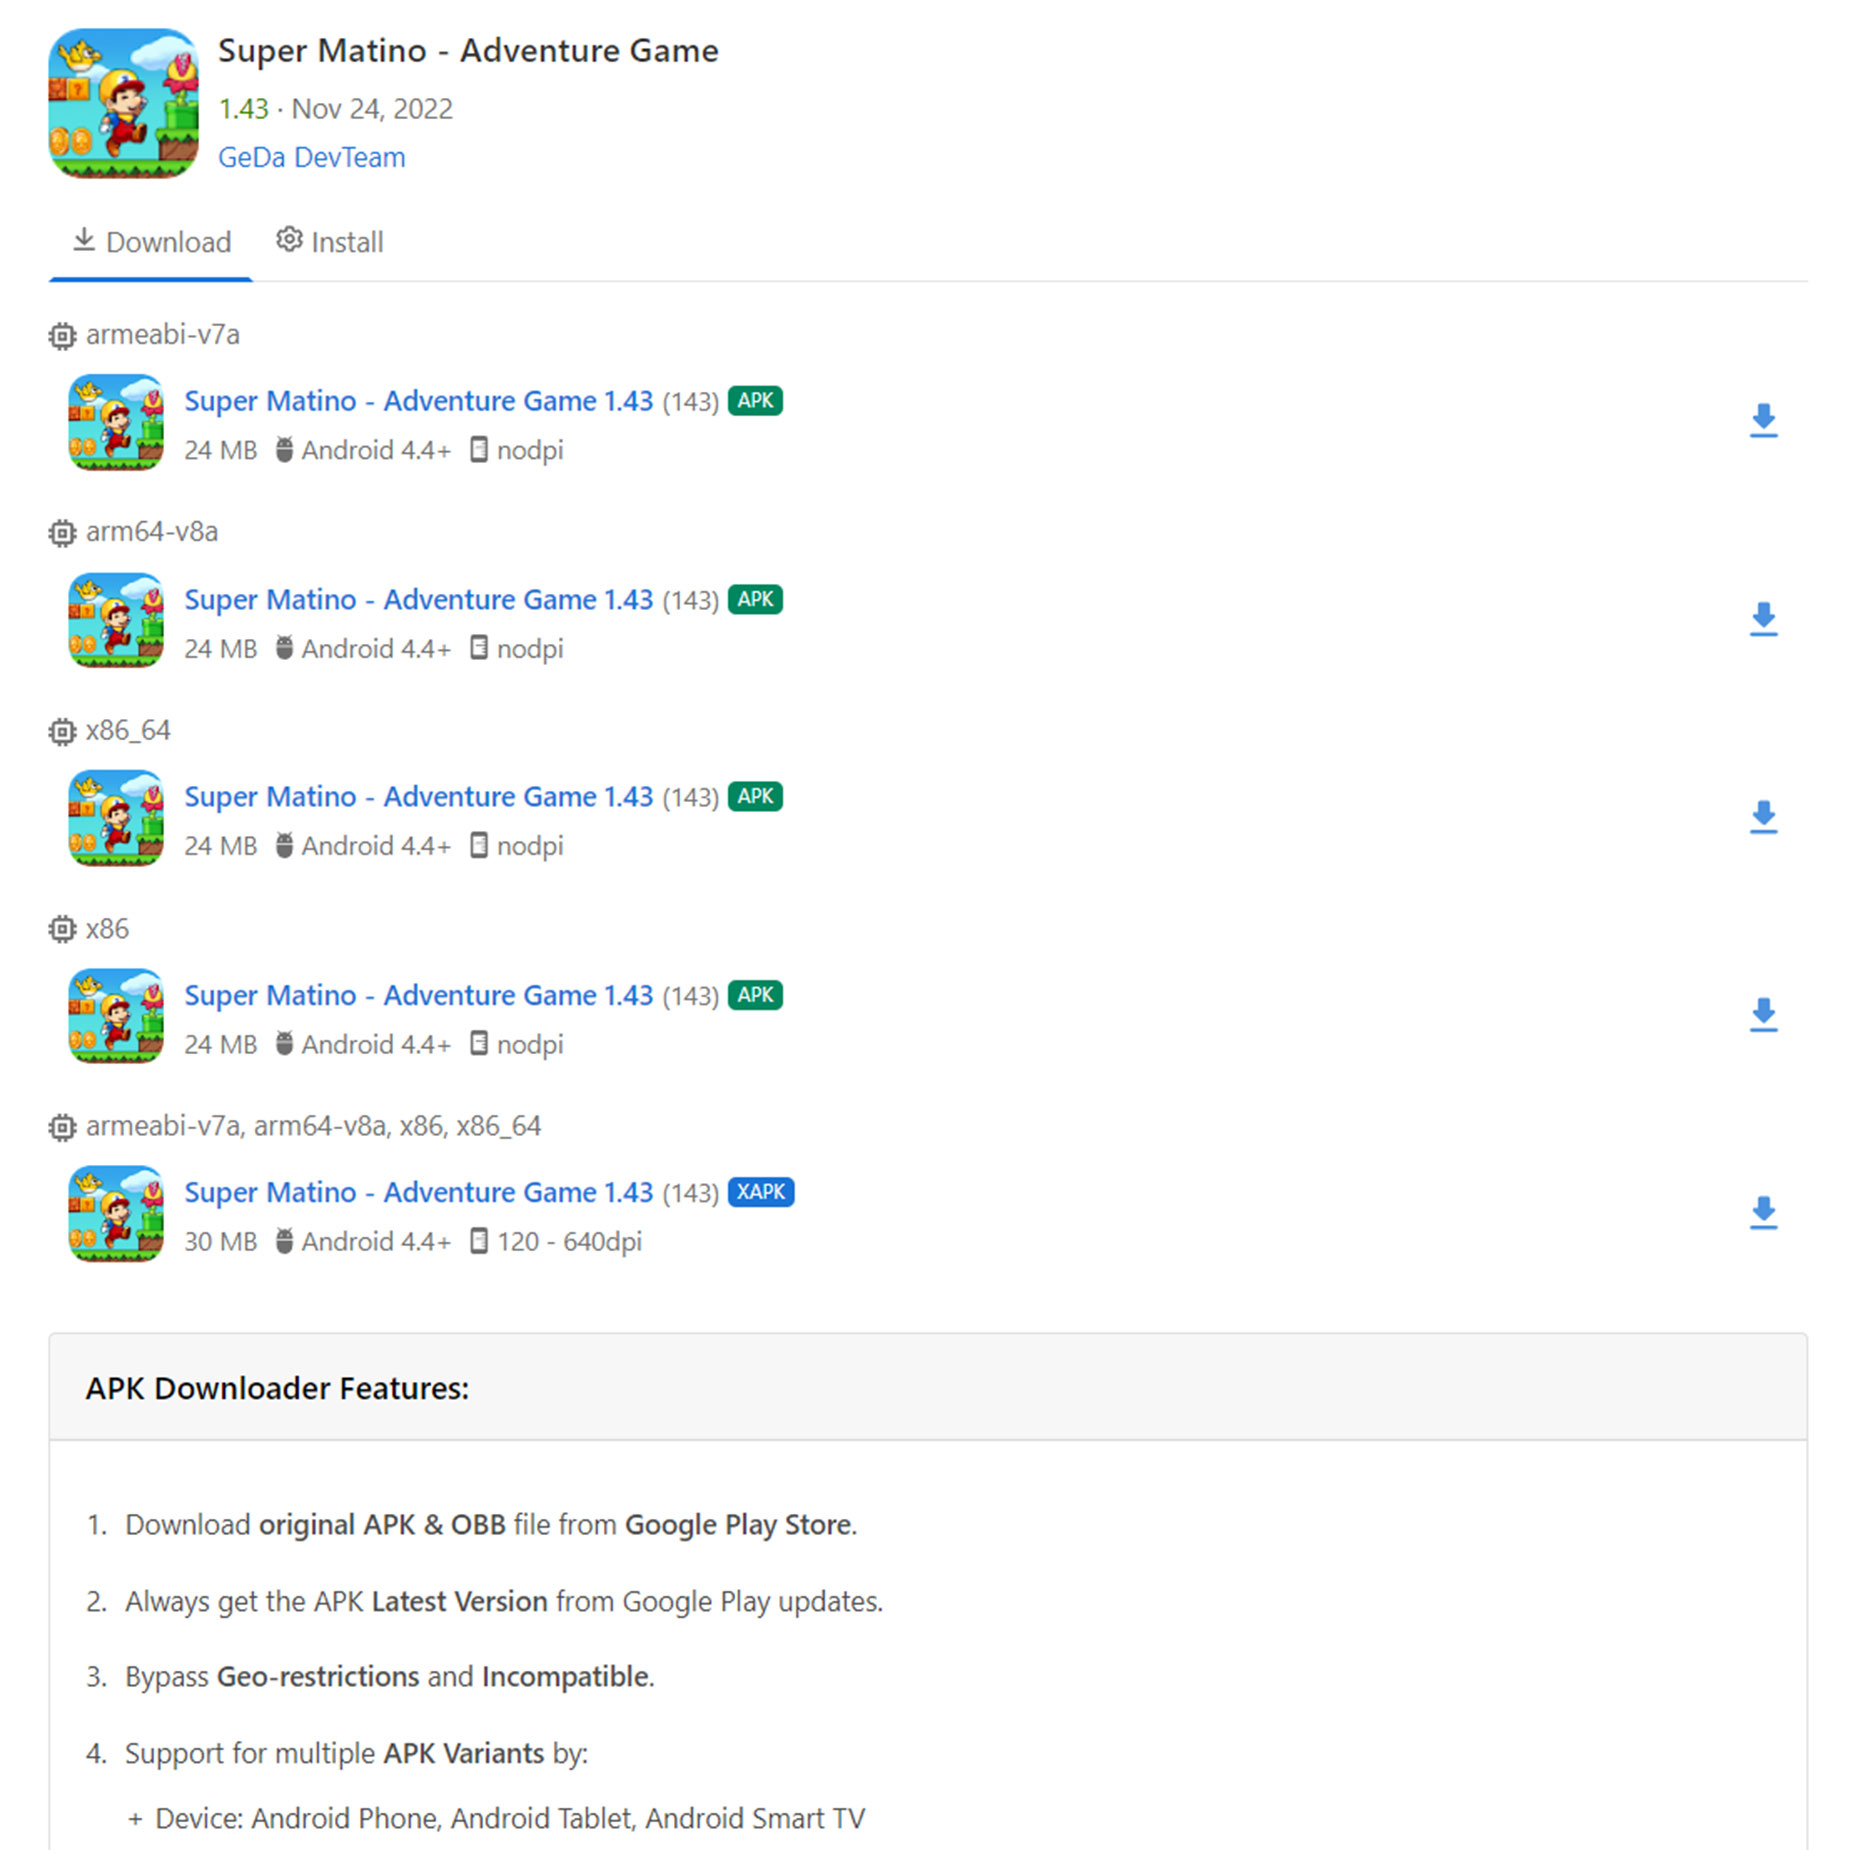 Super Matino - Adventure Game
1.43 · Nov 24, 2022
GeDa DevTeam
Download Install
armeabi-v7a
Super Matino - Adventure Game 1.43 (143) APK
24 MB Android 4.4+ nodpi
arm64-v8a
Super Matino - Adventure Game 1.43 (143) APK
24 MB Android 4.4+ nodpi
x86_64
Super Matino - Adventure Game 1.43 (143) APK
24 MB Android 4.4+ nodpi
x86
Super Matino - Adventure Game 1.43 (143) APK
24 MB Android 4.4+ nodpi
armeabi-v7a, arm64-v8a, x86, x86_64
Super Matino - Adventure Game 1.43 (143) XAPK
30 MB Android 4.4+ 120 - 640dpi
APK Downloader Features:
1. Download original APK & OBB file from Google Play Store.
2. Always get the APK Latest Version from Google Play updates.
3. Bypass Geo-restrictions and Incompatible.
4. Support for multiple APK Variants by:
+ Device: Android Phone, Android Tablet, Android Smart TV